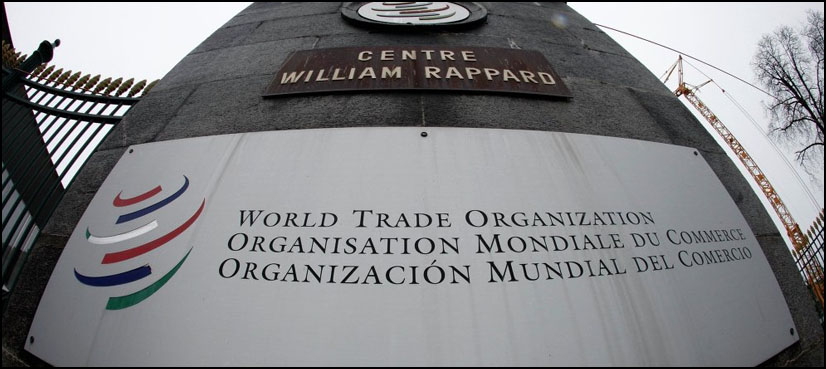 CENTRE
WILLIAM RAPPARD
WORLD TRADE ORGANIZATION
ORGANISATION MONDIALE DU COMMERCE
ORGANIZACIÓN MUNDIAL DEL COMERCIO